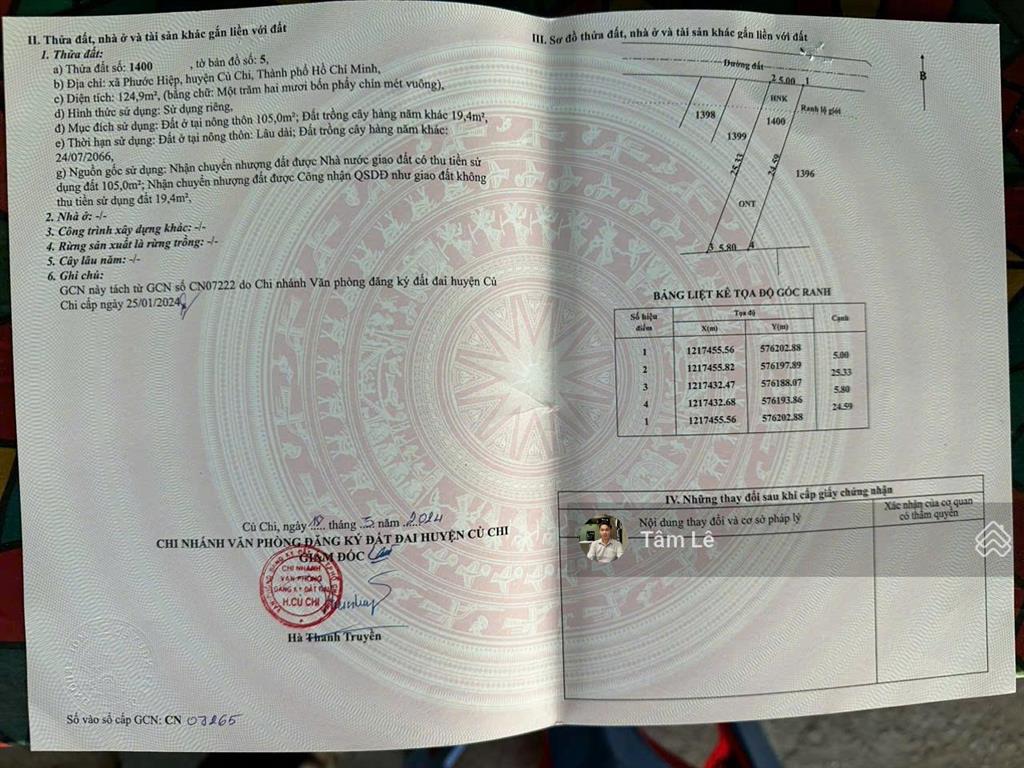 II. Thửa đất, nhà ở và tài sản khác gắn liền với đất
1. Thửa đất:
a) Thửa đất số: 1400 , tờ bản đồ số: 5,
b) Địa chỉ: xã Phước Hiệp, huyện Củ Chi, Thành phố Hồ Chí Minh,
c) Diện tích: 124,9m², (bằng chữ: Một trăm hai mươi bốn phẩy chín mét vuông),
d) Hình thức sử dụng: Sử dụng riêng,
đ) Mục đích sử dụng: Đất ở tại nông thôn 105,0m²; Đất trồng cây hàng năm khác 19,4m²,
e) Thời hạn sử dụng: Đất ở tại nông thôn: Lâu dài; Đất trồng cây hàng năm khác:
24/07/2066,
g) Nguồn gốc sử dụng: Nhận chuyển nhượng đất được Nhà nước giao đất có thu tiền sử
dụng đất 105,0m²; Nhận chuyển nhượng đất được Công nhận QSDĐ như giao đất không
thu tiền sử dụng đất 19,4m²,
2. Nhà ở: -/-
3. Công trình xây dựng khác: -/-
4. Rừng sản xuất là rừng trồng: -/-
5. Cây lâu năm: -/-
6. Ghi chú:
GCN này tách từ GCN số CN07222 do Chi nhánh Văn phòng đăng ký đất đai huyện Củ
Chi cấp ngày 25/01/2024
Củ Chi, ngày 18 tháng 5 năm 2024
CHI NHÁNH VĂN PHÒNG ĐĂNG KÝ ĐẤT ĐAI HUYỆN CỦ CHI
GIÁM ĐỐC
CHI NHÁNH
VĂN PHÒNG
ĐĂNG KÝ ĐẤT ĐAI
H.CỦ CHI
Hà Thanh Truyền
Số vào sổ cấp GCN: CN 07265
III. Sơ đồ thửa đất, nhà ở và tài sản khác gắn liền với đất
Đường đất
B
2 5.00 1
HNK
Ranh lộ giới
1398
1400
1399
25.33
24.59
1396
ONT
3 5.80 4
BẢNG LIỆT KÊ TỌA ĐỘ GÓC RANH
Số hiệu điểm Tọa độ Cạnh
X(m) Y(m)
1 1217455.56 576202.88
5.00
2 1217455.82 576197.89
25.33
3 1217432.47 576188.07
5.80
4 1217432.68 576193.86
24.59
1 1217455.56 576202.88
IV. Những thay đổi sau khi cấp giấy chứng nhận
Nội dung thay đổi và cơ sở pháp lý
Xác nhận của cơ quan
có thẩm quyền
Tâm Lê